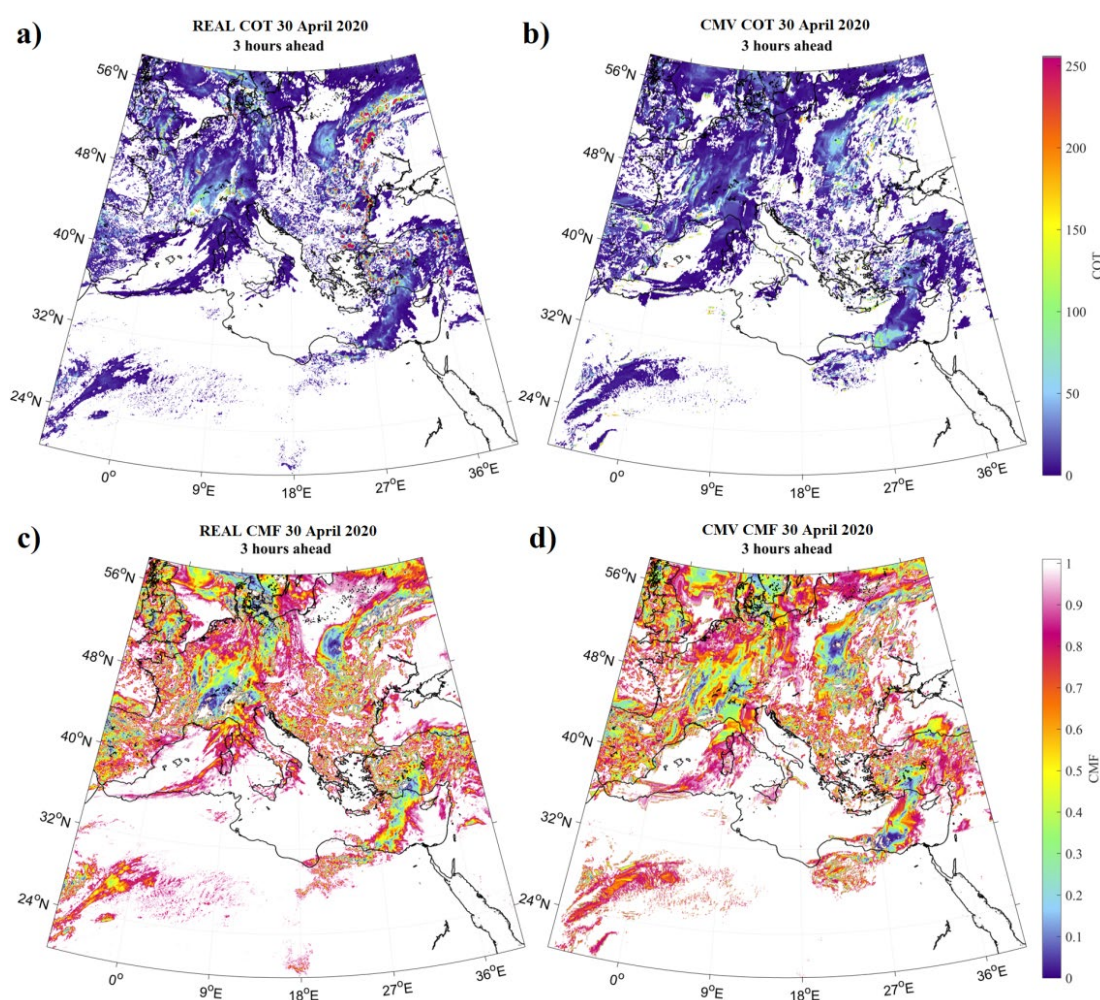 a)
REAL COT 30 April 2020
3 hours ahead
56°N
48°N
40°N
32°N
24°N
0°
9°E
18°E
27°E
36°E
b)
CMV COT 30 April 2020
3 hours ahead
56°N
48°N
40°N
32°N
24°N
0°
9°E
18°E
27°E
36°E
250
200
150
100
50
0
COT
c)
REAL CMF 30 April 2020
3 hours ahead
56°N
48°N
40°N
32°N
24°N
0°
9°E
18°E
27°E
36°E
d)
CMV CMF 30 April 2020
3 hours ahead
56°N
48°N
40°N
32°N
24°N
0°
9°E
18°E
27°E
36°E
1
0.9
0.8
0.7
0.6
0.5
0.4
0.3
0.2
0.1
0
CMF